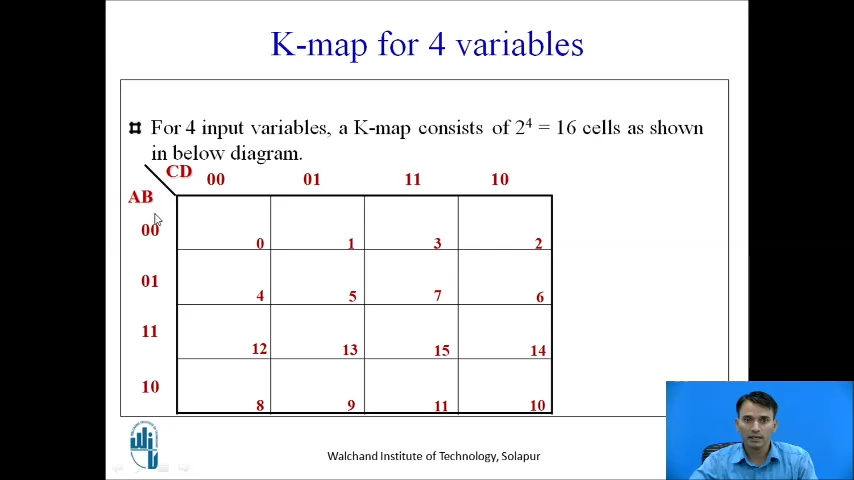 K-map for 4 variables
For 4 input variables, a K-map consists of 2⁴ = 16 cells as shown
in below diagram.
CD
00 01 11 10
AB
00
0 1 3 2
01
4 5 7 6
11
12 13 15 14
10
8 9 11 10
Walchand Institute of Technology, Solapur